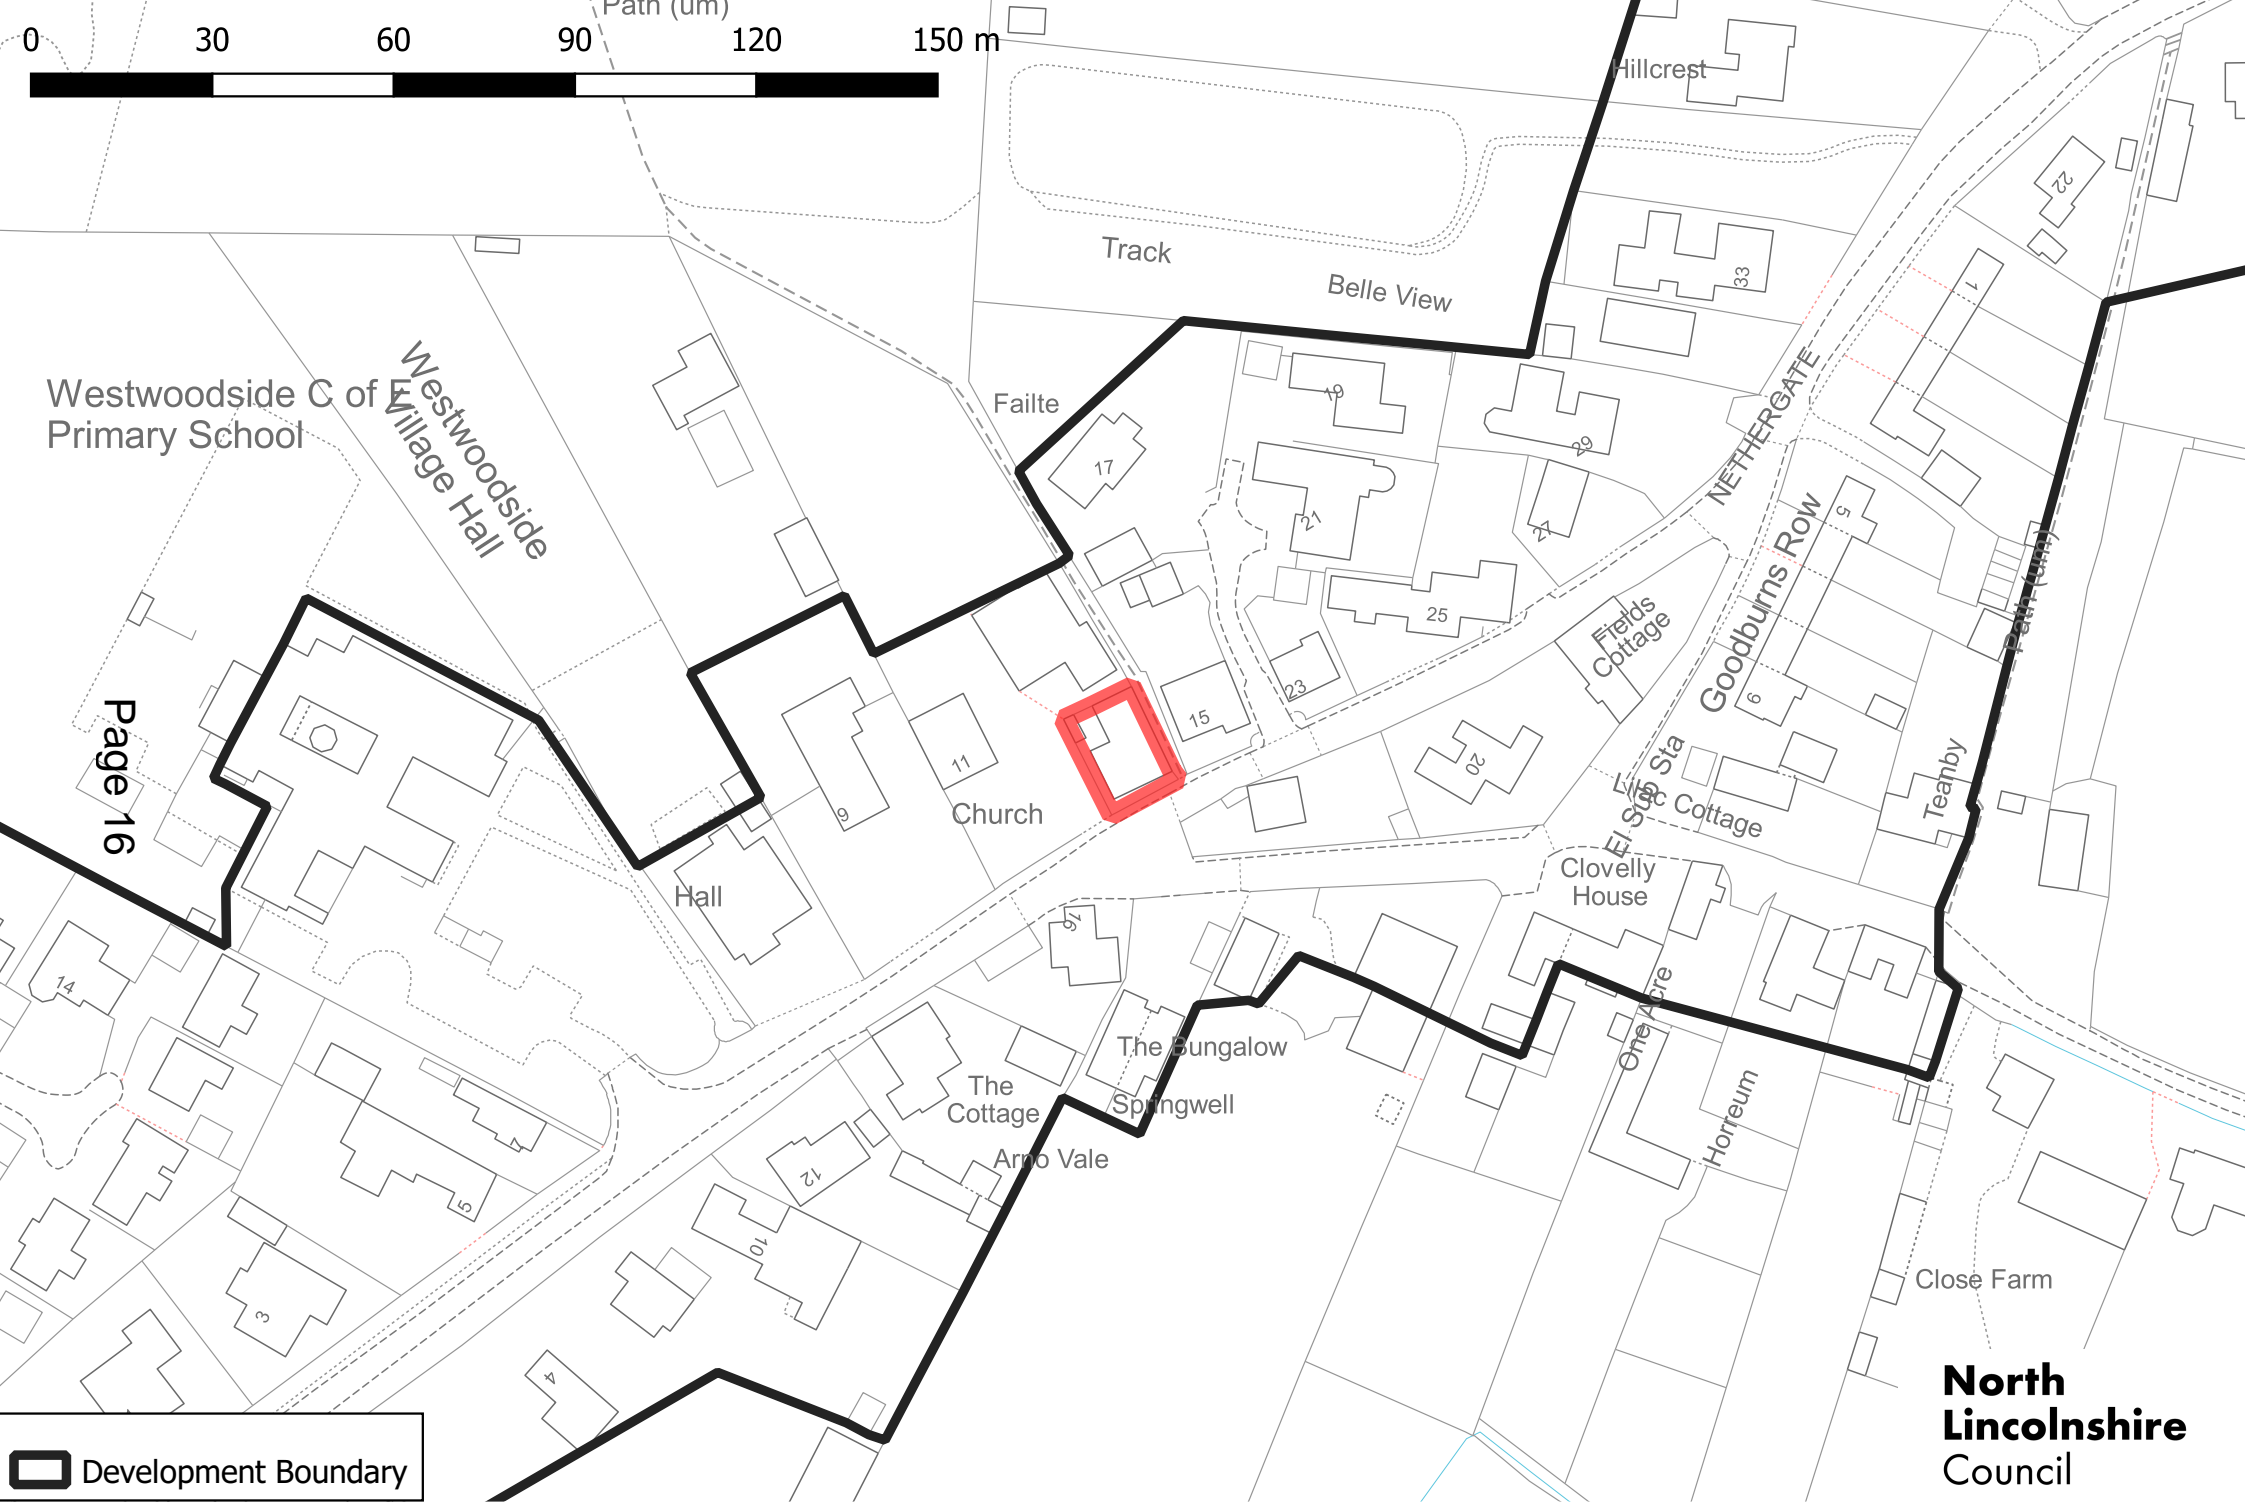 Path (um)
0 30 60 90 120 150 m
Hillcrest
22
Track
Belle View
33
1
Westwoodside C of E
Primary School
Westwoodside
Village Hall
Failte
19
17
29
NETHERGATE
21
27
5
Goodburns Row
Path (um)
25
Fields
Cottage
23
15
6
Page 16
11
9
Church
20
El Sub Sta
Lilac Cottage
Teanby
Hall
Clovelly
House
16
14
The Bungalow
One Acre
The
Cottage
Springwell
Horreum
7
Arno Vale
12
5
10
3
4
Close Farm
Development Boundary
North
Lincolnshire
Council